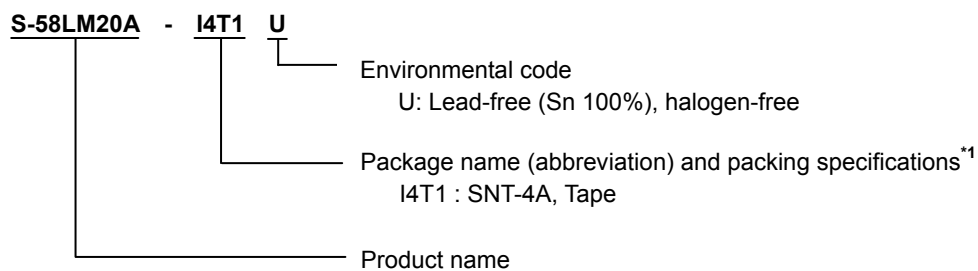 S-58LM20A - I4T1 U
Environmental code
U: Lead-free (Sn 100%), halogen-free
Package name (abbreviation) and packing specifications*1
I4T1 : SNT-4A, Tape
Product name